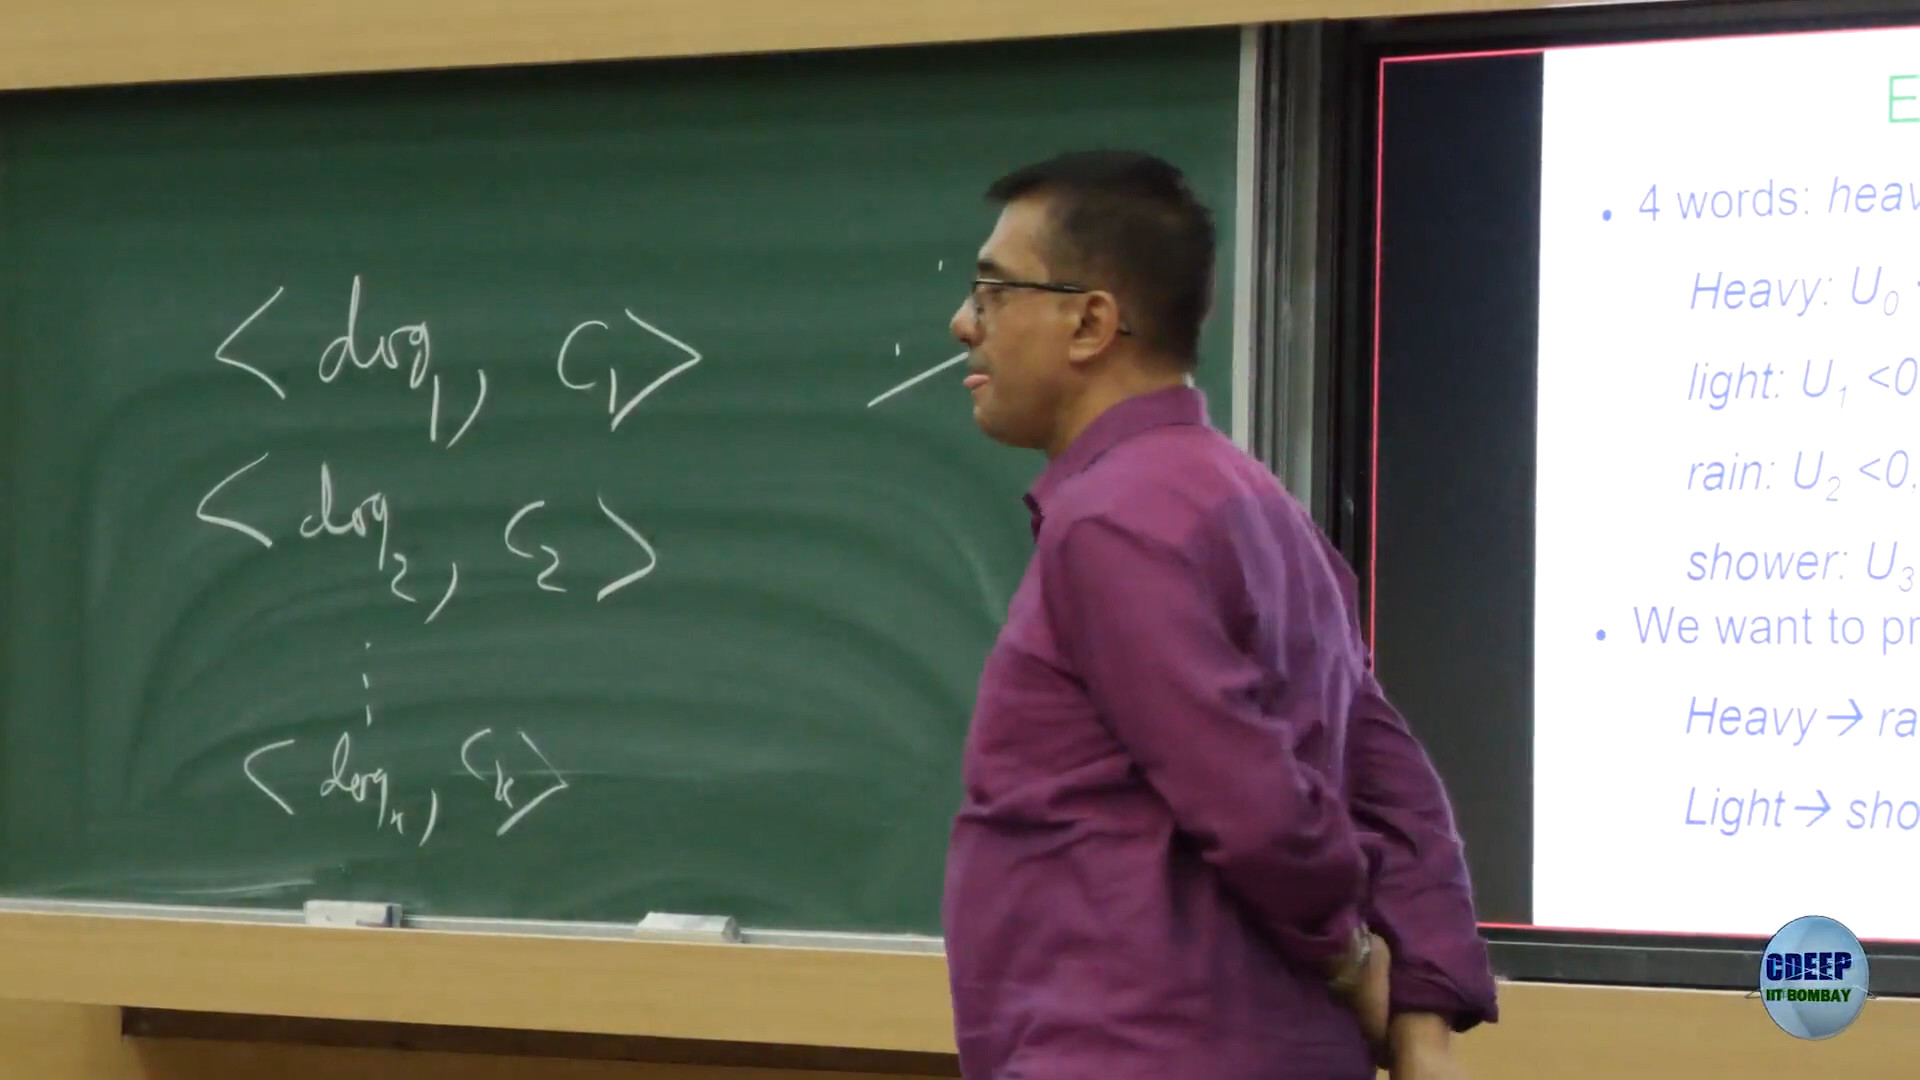 < dog₁, C₁ >
< dog₂, C₂ >
< dogₙ, Cₖ >
E
• 4 words: heav
Heavy: U₀
light: U₁ <0
rain: U₂ <0,
shower: U₃
• We want to pr
Heavy→ ra
Light→ sho
CDEEP
IIT BOMBAY